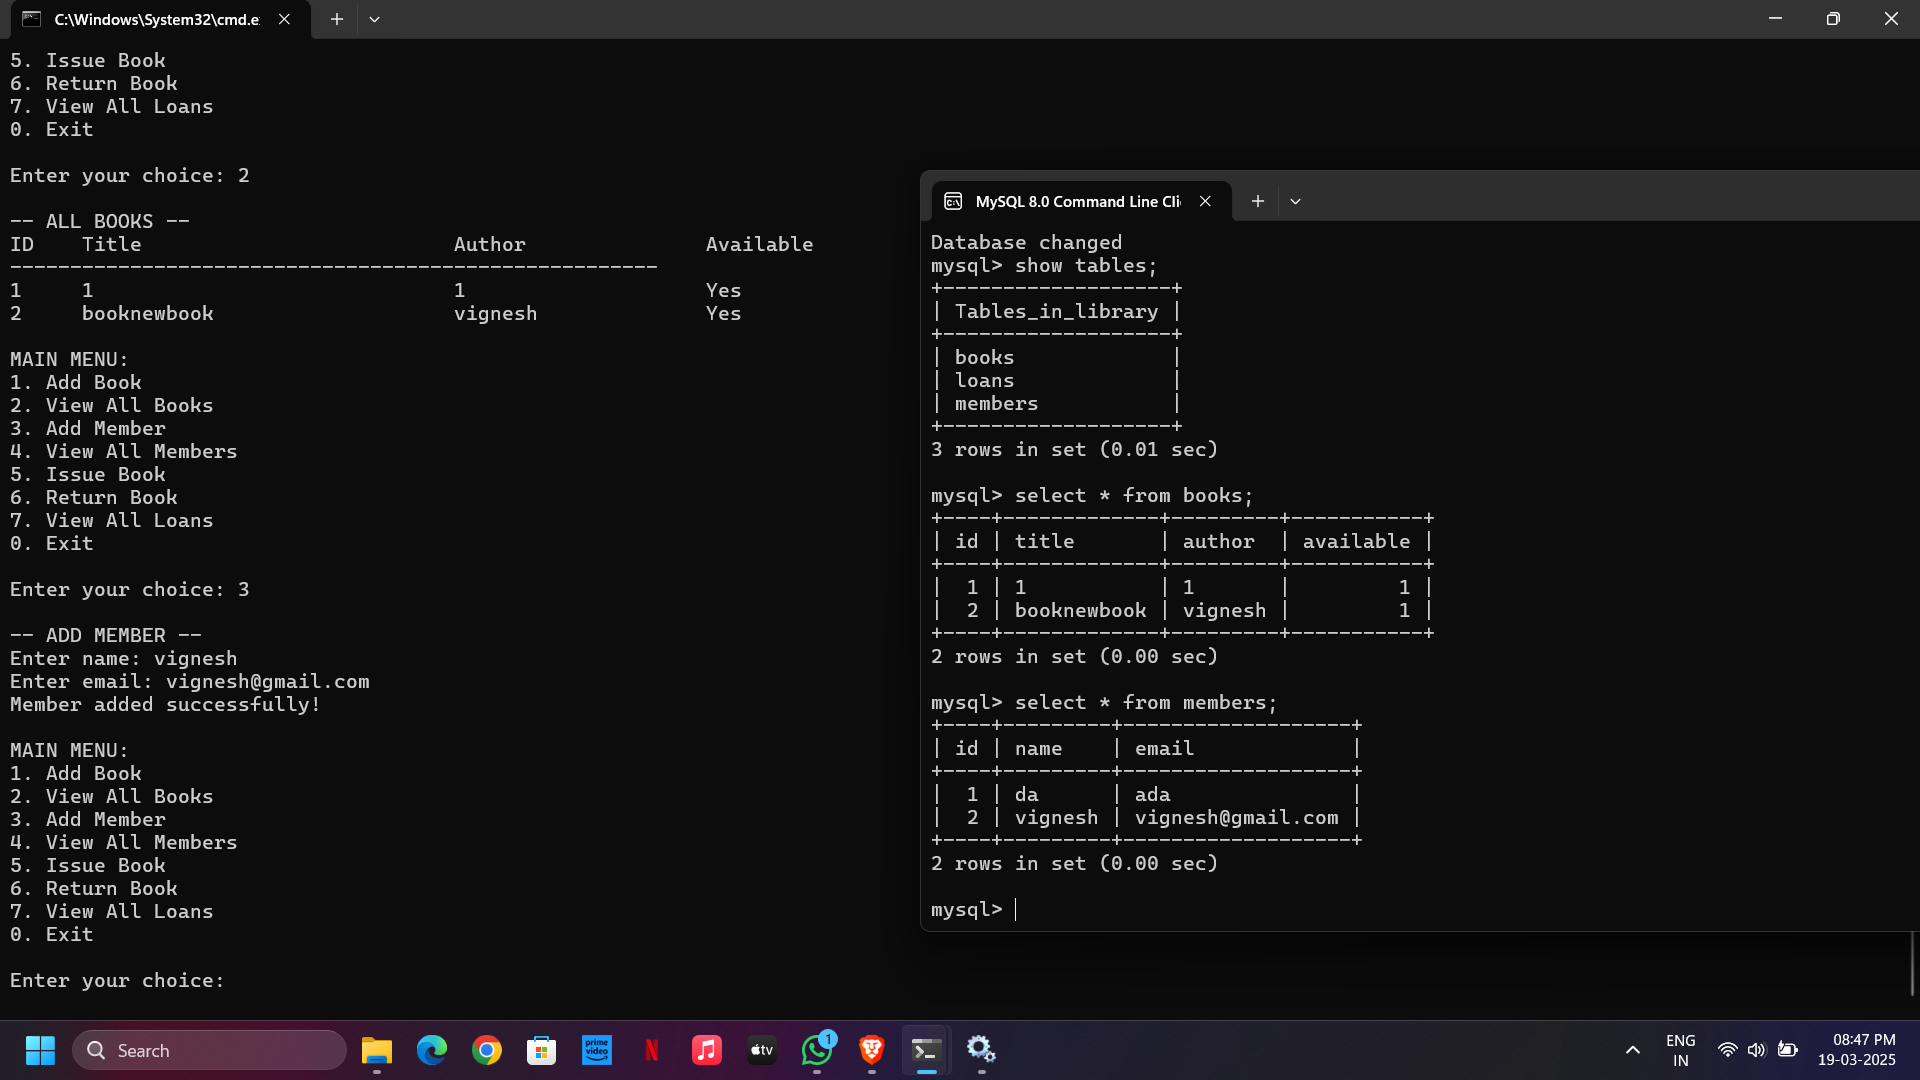 C:\Windows\System32\cmd.e
5. Issue Book
6. Return Book
7. View All Loans
0. Exit
Enter your choice: 2
-- ALL BOOKS --
ID    Title                          Author               Available
------------------------------------------------------
1     1                              1                    Yes
2     booknewbook                    vignesh              Yes
MAIN MENU:
1. Add Book
2. View All Books
3. Add Member
4. View All Members
5. Issue Book
6. Return Book
7. View All Loans
0. Exit
Enter your choice: 3
-- ADD MEMBER --
Enter name: vignesh
Enter email: vignesh@gmail.com
Member added successfully!
MAIN MENU:
1. Add Book
2. View All Books
3. Add Member
4. View All Members
5. Issue Book
6. Return Book
7. View All Loans
0. Exit
Enter your choice:
MySQL 8.0 Command Line Cli
Database changed
mysql> show tables;
+-------------------+
| Tables_in_library |
+-------------------+
| books             |
| loans             |
| members           |
+-------------------+
3 rows in set (0.01 sec)
mysql> select * from books;
+----+-------------+---------+-----------+
| id | title       | author  | available |
+----+-------------+---------+-----------+
|  1 | 1           | 1       |         1 |
|  2 | booknewbook | vignesh |         1 |
+----+-------------+---------+-----------+
2 rows in set (0.00 sec)
mysql> select * from members;
+----+---------+-------------------+
| id | name    | email             |
+----+---------+-------------------+
|  1 | da      | ada               |
|  2 | vignesh | vignesh@gmail.com |
+----+---------+-------------------+
2 rows in set (0.00 sec)
mysql>
Search
prime video
N
tv
1
ENG
IN
08:47 PM
19-03-2025